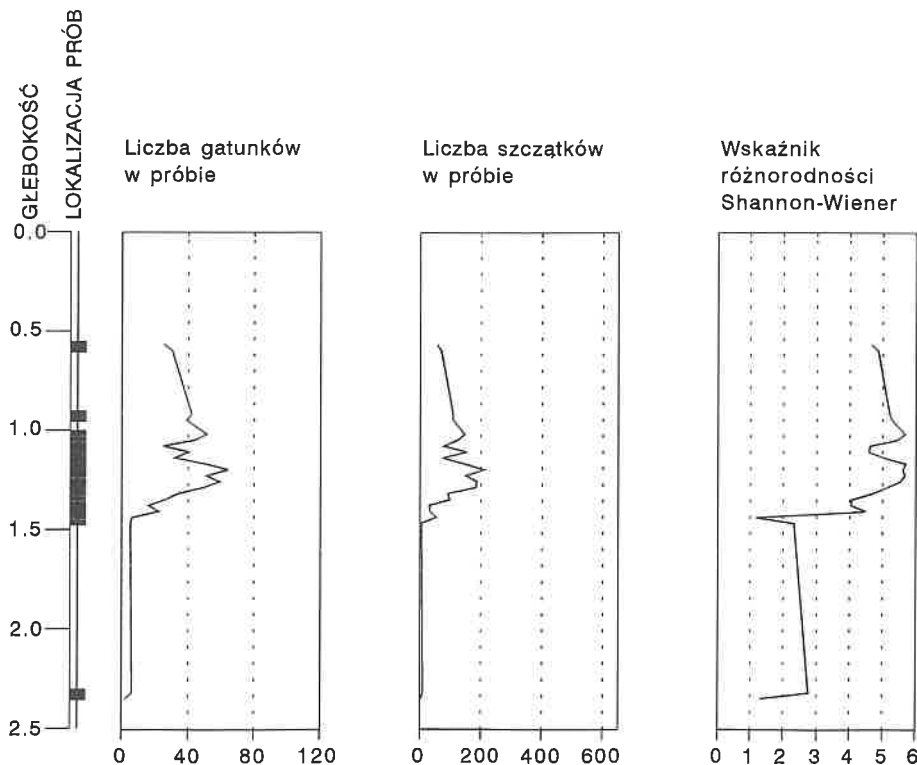 GŁEBOKOŚĆ
LOKALIZACJA PRÓB
Liczba gatunków
w próbie
Liczba szczątków
w próbie
Wskaźnik
różnorodności
Shannon-Wiener
0,0
0.5
1.0
1.5
2.0
2.5
0 40 80 120
0 200 400 600
0 1 2 3 4 5 6